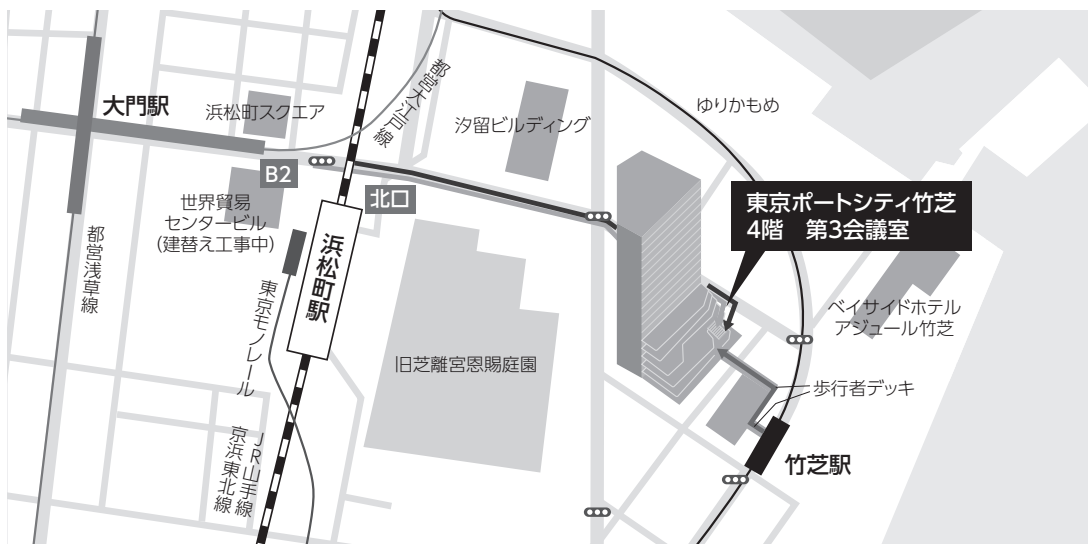 大門駅
浜松町スクエア
都営大江戸線
汐留ビルディング
ゆりかもめ
B2
北口
世界貿易
センタービル
(建替え工事中)
都営浅草線
浜松町駅
東京モノレール
東京ポートシティ竹芝
4階 第3会議室
ベイサイドホテル
アジュール竹芝
旧芝離宮恩賜庭園
歩行者デッキ
竹芝駅
JR山手線
京浜東北線